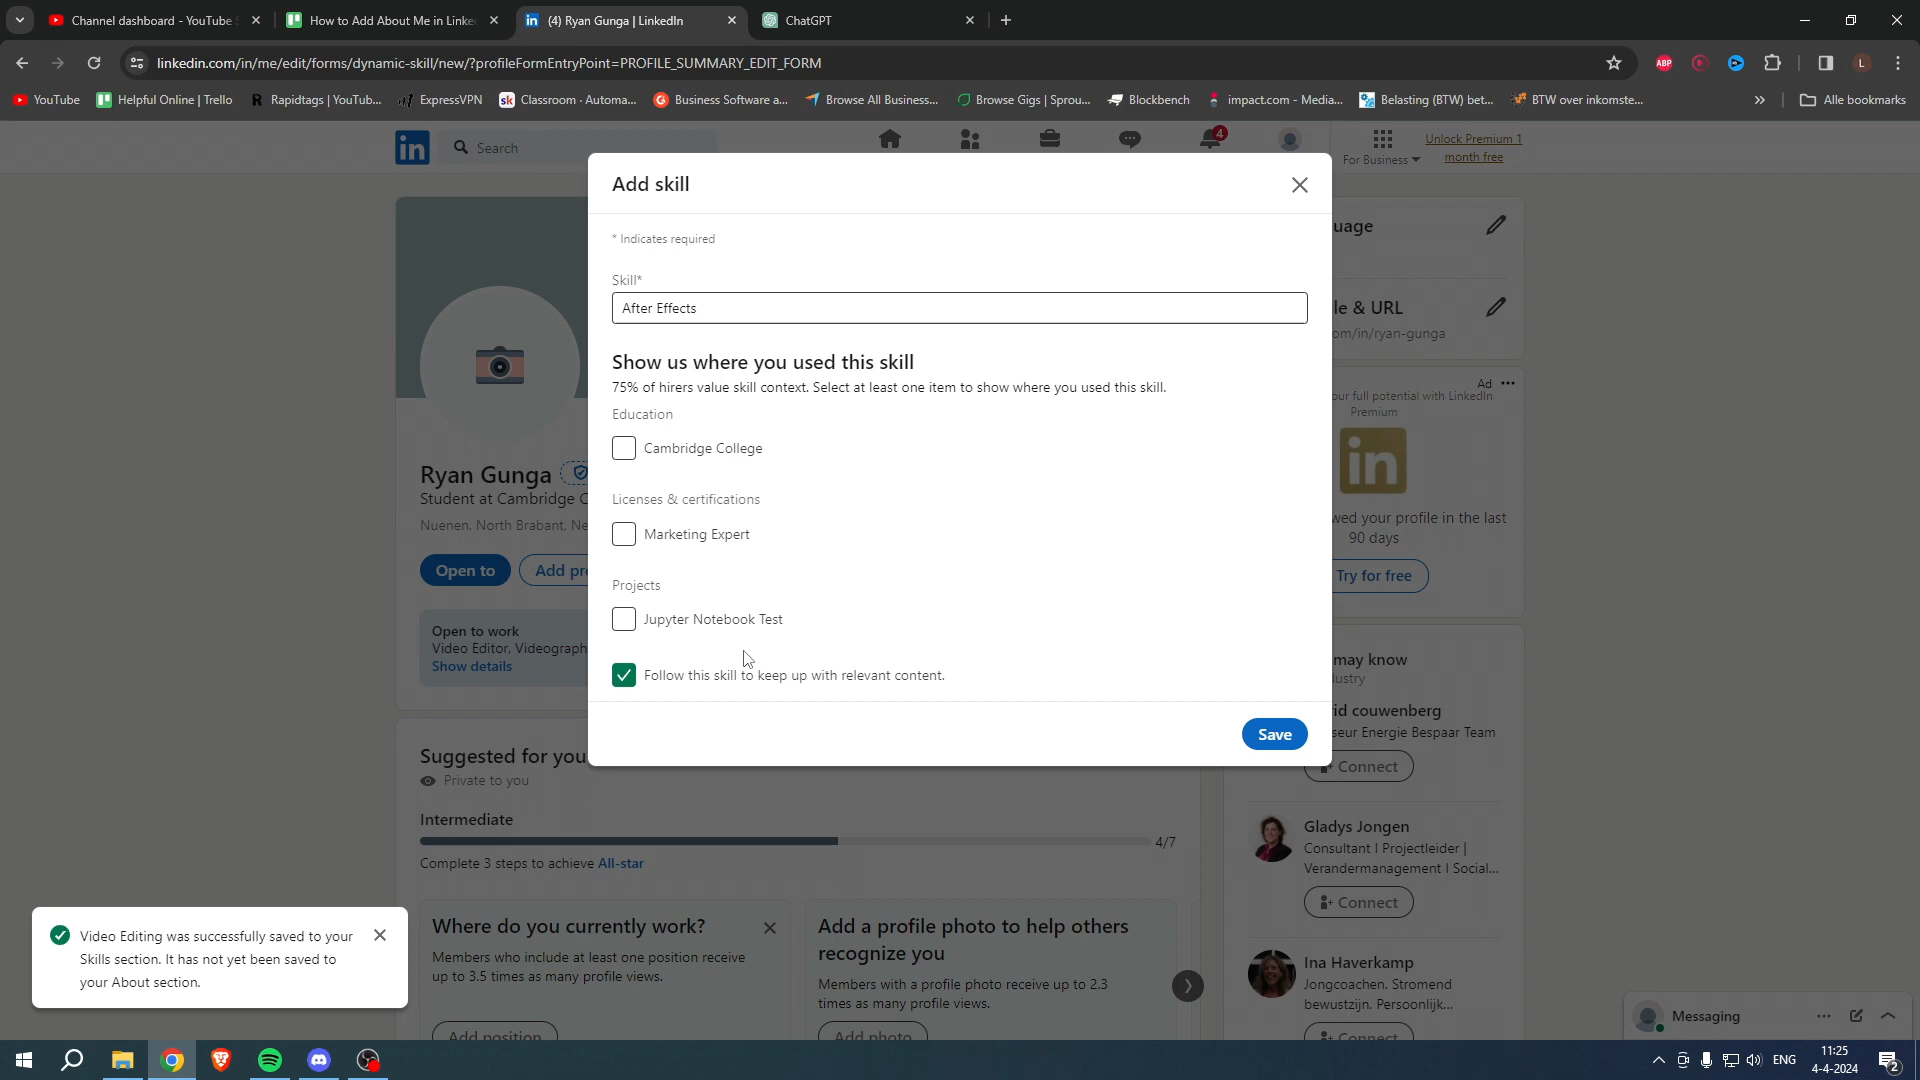 Channel dashboard - YouTube
How to Add About Me in Linke
(4) Ryan Gunga | LinkedIn
ChatGPT
linkedin.com/in/me/edit/forms/dynamic-skill/new/?profileFormEntryPoint=PROFILE_SUMMARY_EDIT_FORM
ABP
L
YouTube
Helpful Online | Trello
Rapidtags | YouTub...
ExpressVPN
Classroom - Automa...
Business Software a...
Browse All Business...
Browse Gigs | Sprou...
Blockbench
impact.com - Media...
Belasting (BTW) bet...
BTW over inkomste...
Alle bookmarks
in
Search
4
For Business
Unlock Premium 1
month free
Add skill
* Indicates required
Skill*
After Effects
Show us where you used this skill
75% of hirers value skill context. Select at least one item to show where you used this skill.
Education
Cambridge College
Licenses & certifications
Marketing Expert
Projects
Jupyter Notebook Test
Follow this skill to keep up with relevant content.
Save
Ryan Gunga
Student at Cambridge C
Nuenen, North Brabant, Ne
Open to
Add pr
Open to work
Video Editor, Videograph
Show details
Suggested for you
Private to you
Intermediate
4/7
Complete 3 steps to achieve All-star
Where do you currently work?
Members who include at least one position receive
up to 3.5 times as many profile views.
Add position
Add a profile photo to help others
recognize you
Members with a profile photo receive up to 2.3
times as many profile views.
Add photo
uage
le & URL
om/in/ryan-gunga
Ad
our full potential with LinkedIn
Premium
in
wed your profile in the last
90 days
Try for free
may know
ustry
rid couwenberg
seur Energie Bespaar Team
Connect
Gladys Jongen
Consultant I Projectleider |
Verandermanagement I Social...
Connect
Ina Haverkamp
Jongcoachen. Stromend
bewustzijn. Persoonlijk...
Connect
Video Editing was successfully saved to your
Skills section. It has not yet been saved to
your About section.
Messaging
ENG
11:25
4-4-2024
2